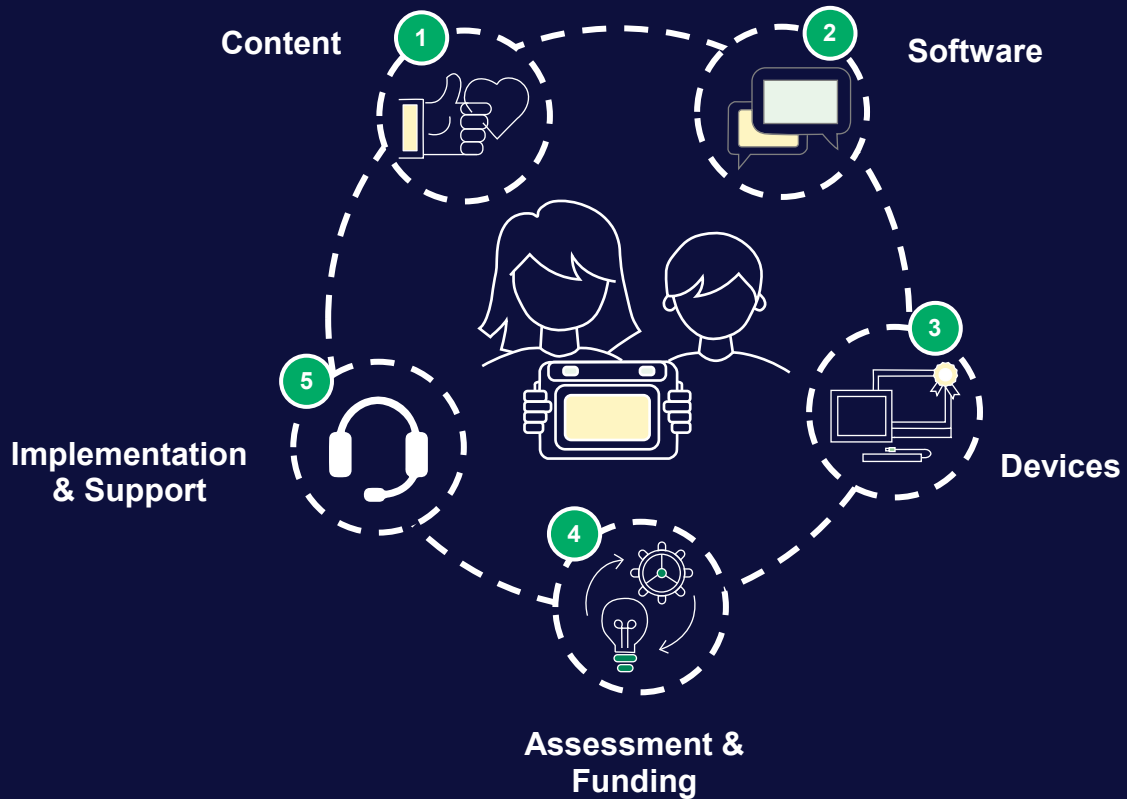 Content
1
2
Software
3
Devices
4
Assessment &
Funding
5
Implementation
& Support